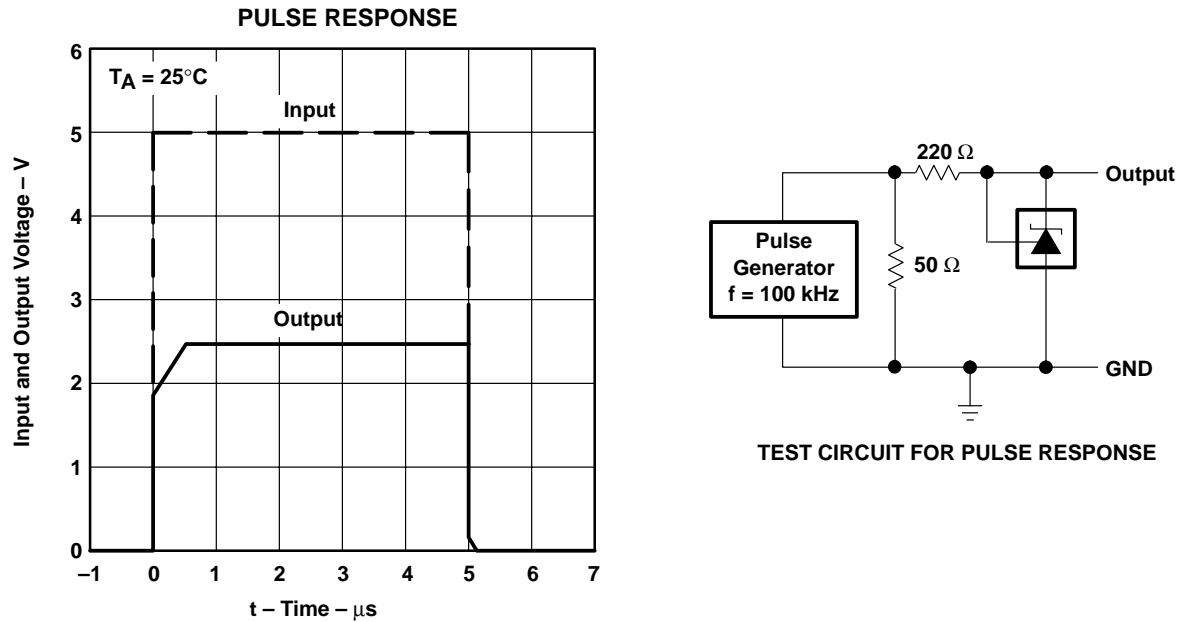 PULSE RESPONSE
6
TA = 25°C
Input
5
4
3
Output
2
1
0
–1 0 1 2 3 4 5 6 7
t – Time – μs
Input and Output Voltage – V
220 Ω
Output
Pulse
Generator
f = 100 kHz
50 Ω
GND
TEST CIRCUIT FOR PULSE RESPONSE